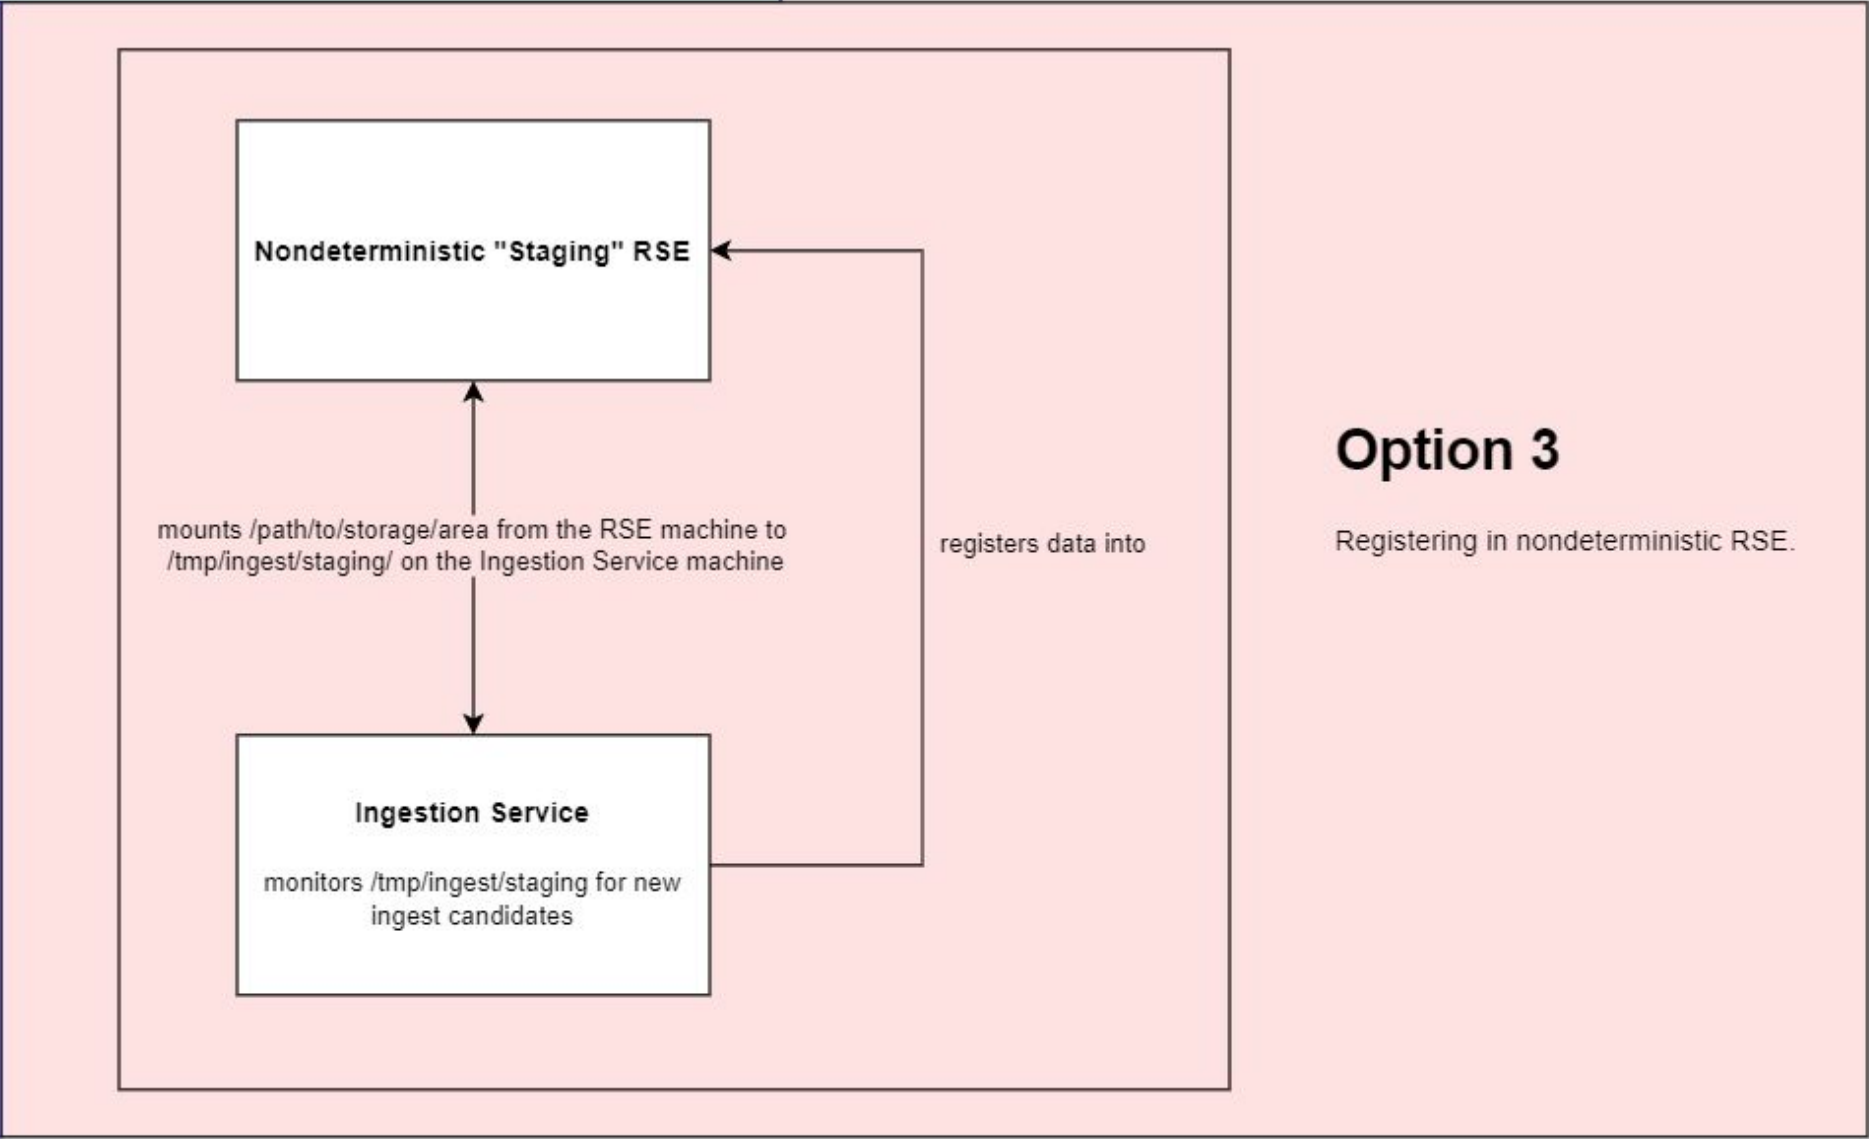 Nondeterministic "Staging" RSE
mounts /path/to/storage/area from the RSE machine to
/tmp/ingest/staging/ on the Ingestion Service machine
registers data into
Ingestion Service
monitors /tmp/ingest/staging for new
ingest candidates
Option 3
Registering in nondeterministic RSE.